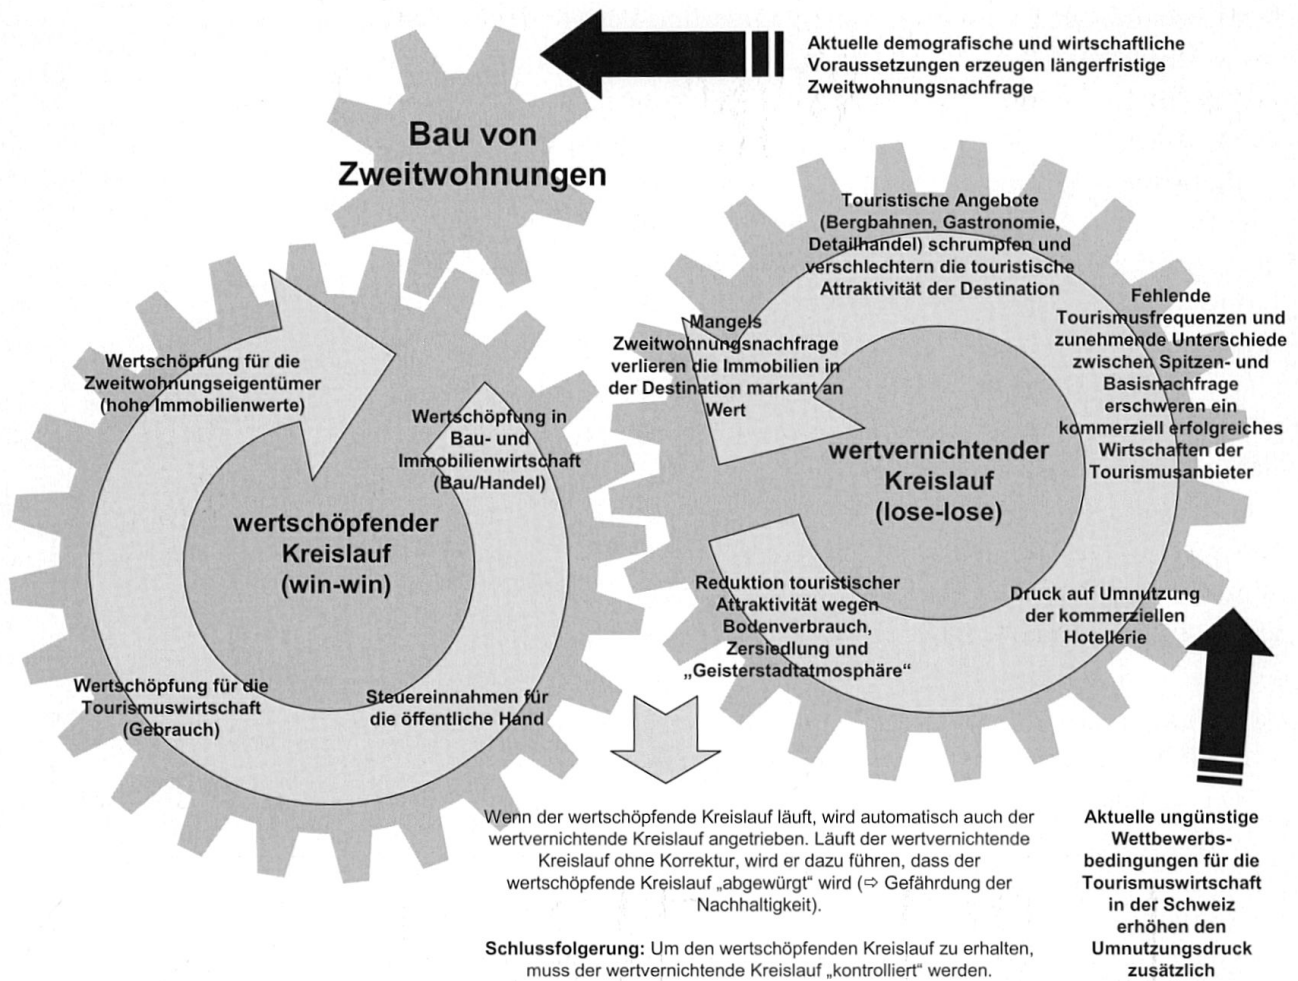 Aktuelle demografische und wirtschaftliche
Voraussetzungen erzeugen längerfristige
Zweitwohnungsnachfrage
Bau von
Zweitwohnungen
Wertschöpfung für die
Zweitwohnungseigentümer
(hohe Immobilienwerte)
Wertschöpfung in
Bau- und
Immobilienwirtschaft
(Bau/Handel)
wertschöpfender
Kreislauf
(win-win)
Wertschöpfung für die
Tourismuswirtschaft
(Gebrauch)
Steuereinnahmen für
die öffentliche Hand
Touristische Angebote
(Bergbahnen, Gastronomie,
Detailhandel) schrumpfen und
verschlechtern die touristische
Attraktivität der Destination
Mangels
Zweitwohnungsnachfrage
verlieren die Immobilien in
der Destination markant an
Wert
Fehlende
Tourismusfrequenzen und
zunehmende Unterschiede
zwischen Spitzen- und
Basisnachfrage
erschweren ein
kommerziell erfolgreiches
Wirtschaften der
Tourismusanbieter
wertvernichtender
Kreislauf
(lose-lose)
Reduktion touristischer
Attraktivität wegen
Bodenverbrauch,
Zersiedlung und
„Geisterstadtatmosphäre“
Druck auf Umnutzung
der kommerziellen
Hotellerie
Wenn der wertschöpfende Kreislauf läuft, wird automatisch auch der
wertvernichtende Kreislauf angetrieben. Läuft der wertvernichtende
Kreislauf ohne Korrektur, wird er dazu führen, dass der
wertschöpfende Kreislauf „abgewürgt“ wird (⇨ Gefährdung der
Nachhaltigkeit).
Schlussfolgerung: Um den wertschöpfenden Kreislauf zu erhalten,
muss der wertvernichtende Kreislauf „kontrolliert“ werden.
Aktuelle ungünstige
Wettbewerbs-
bedingungen für die
Tourismuswirtschaft
in der Schweiz
erhöhen den
Umnutzungsdruck
zusätzlich